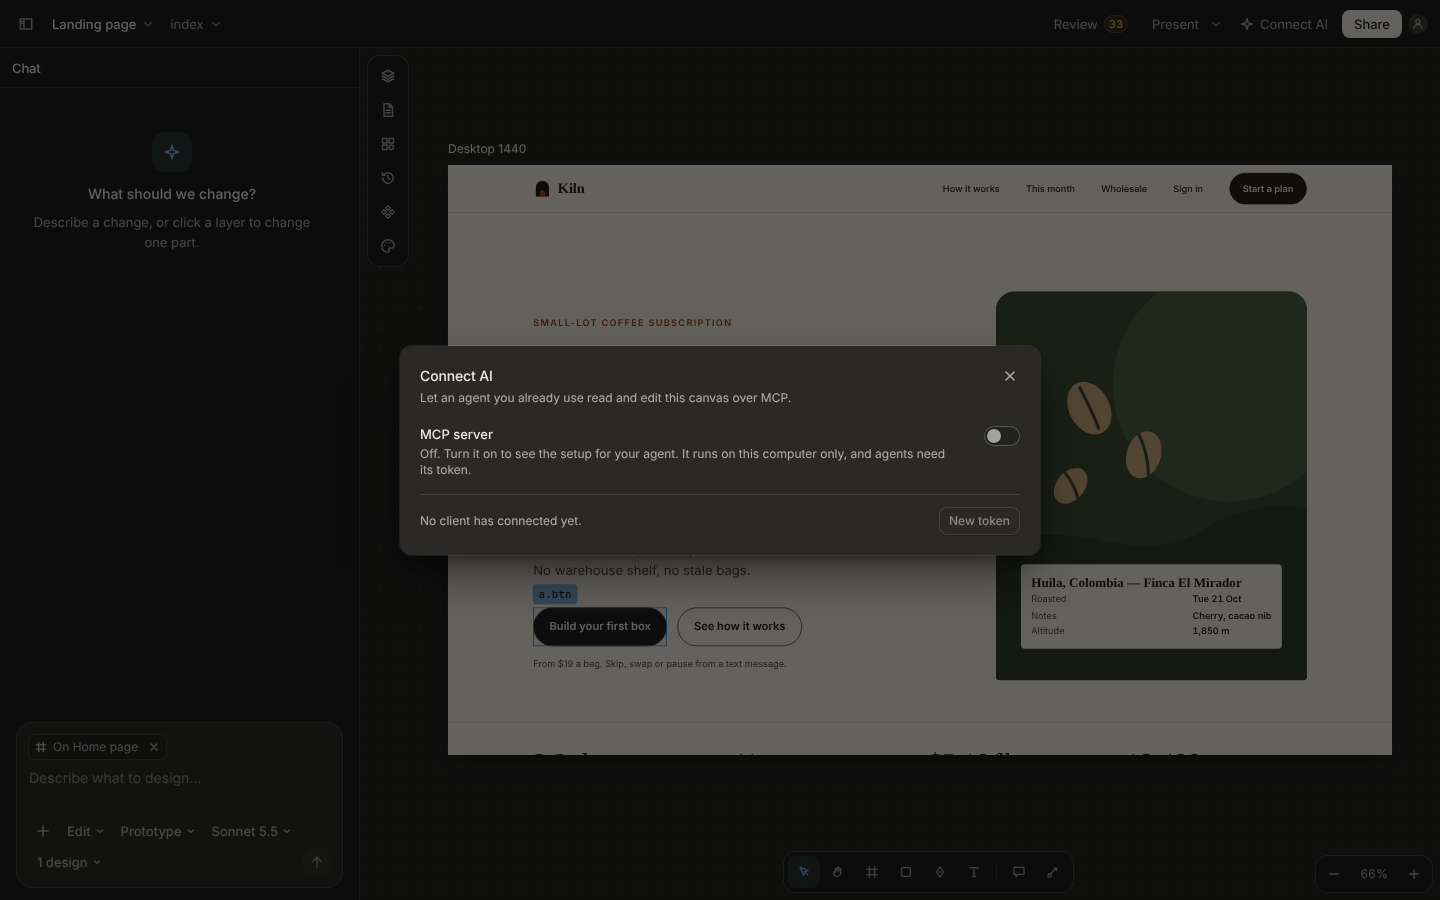 Landing page
index
Review 33
Present
Connect AI
Share
Chat
What should we change?
Describe a change, or click a layer to change
one part.
Desktop 1440
Kiln
How it works
This month
Wholesale
Sign in
Start a plan
SMALL-LOT COFFEE SUBSCRIPTION
Connect AI
Let an agent you already use read and edit this canvas over MCP.
MCP server
Off. Turn it on to see the setup for your agent. It runs on this computer only, and agents need
its token.
No client has connected yet.
New token
No warehouse shelf, no stale bags.
a.btn
Build your first box
See how it works
From $19 a bag. Skip, swap or pause from a text message.
Huila, Colombia — Finca El Mirador
Roasted Tue 21 Oct
Notes Cherry, cacao nib
Altitude 1,850 m
On Home page
Describe what to design...
Edit
Prototype
Sonnet 5.5
1 design
66%